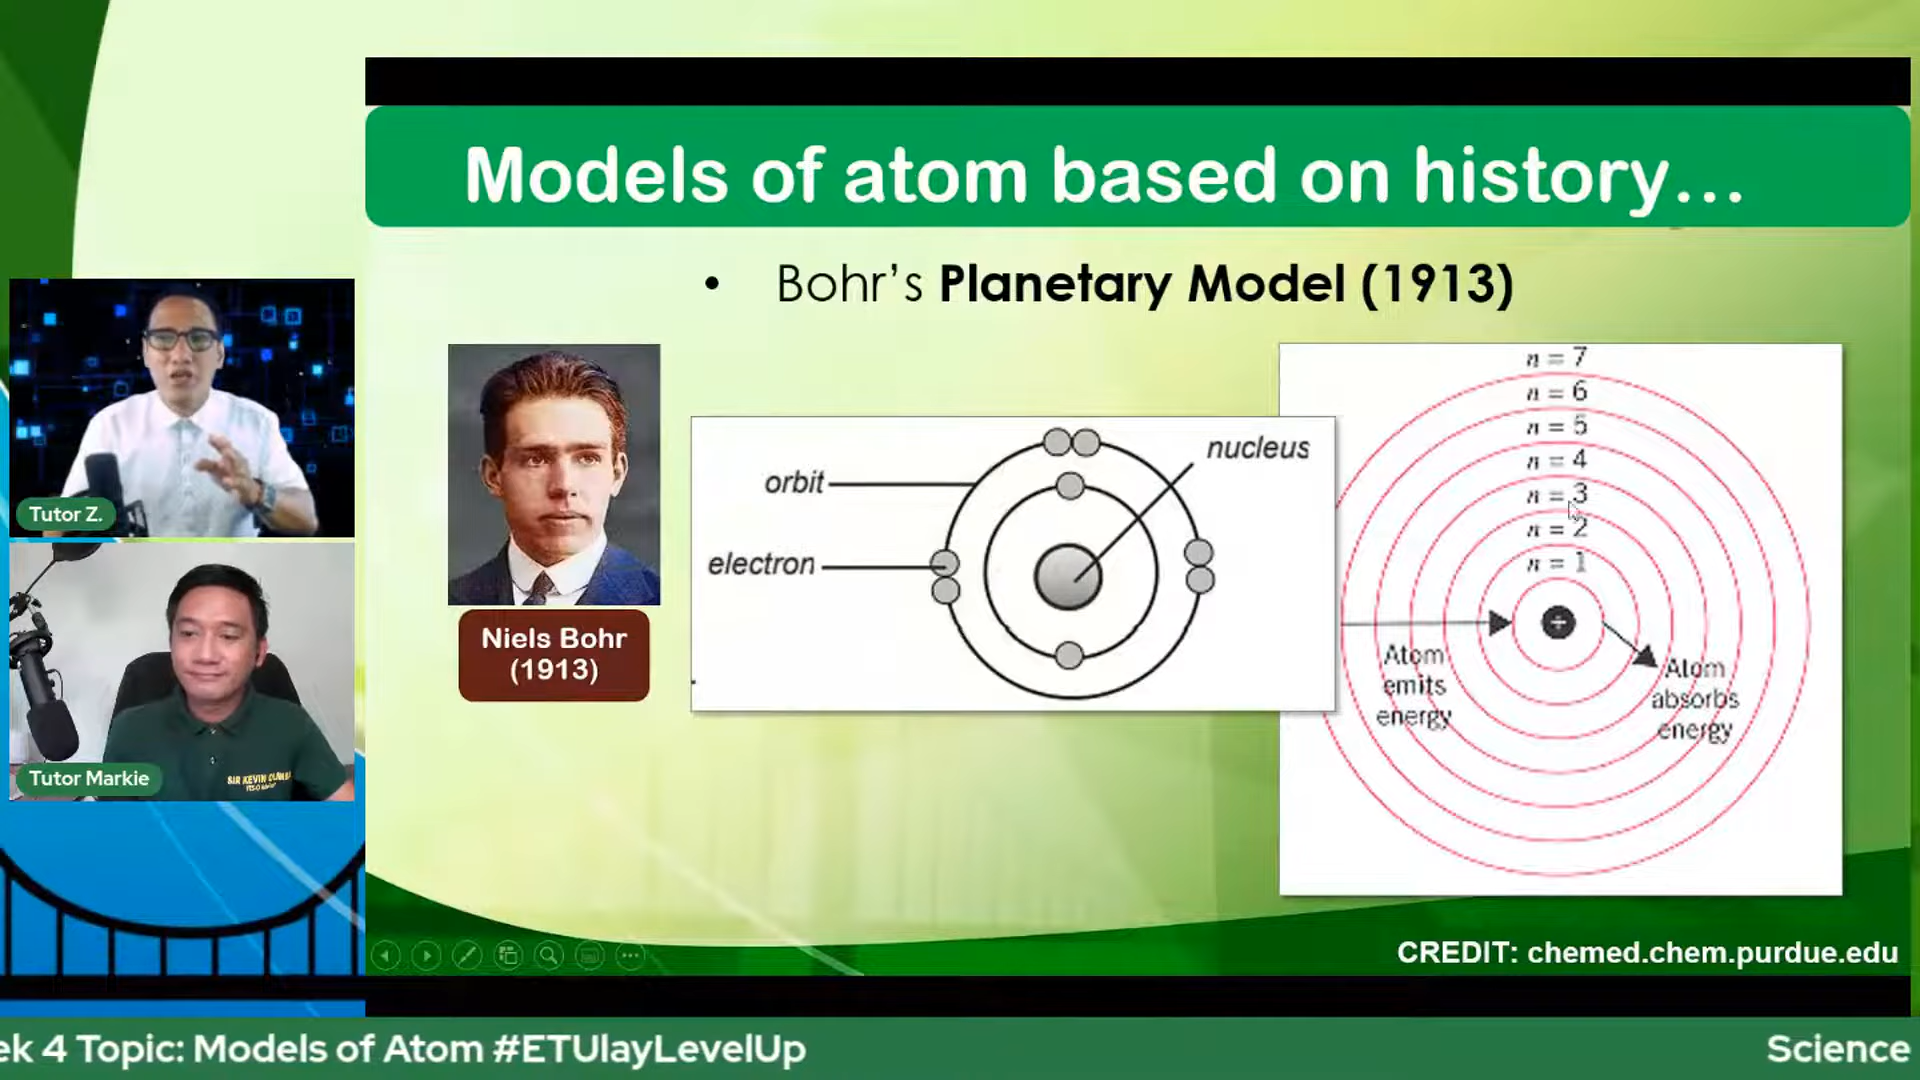 Models of atom based on history...
• Bohr's Planetary Model (1913)
Niels Bohr
(1913)
orbit
electron
nucleus
n = 7
n = 6
n = 5
n = 4
n = 3
n = 2
n = 1
+
Atom
emits
energy
Atom
absorbs
energy
Tutor Z.
Tutor Markie
SIR KEVIN
CREDIT: chemed.chem.purdue.edu
ek 4 Topic: Models of Atom #ETUlayLevelUp
Science